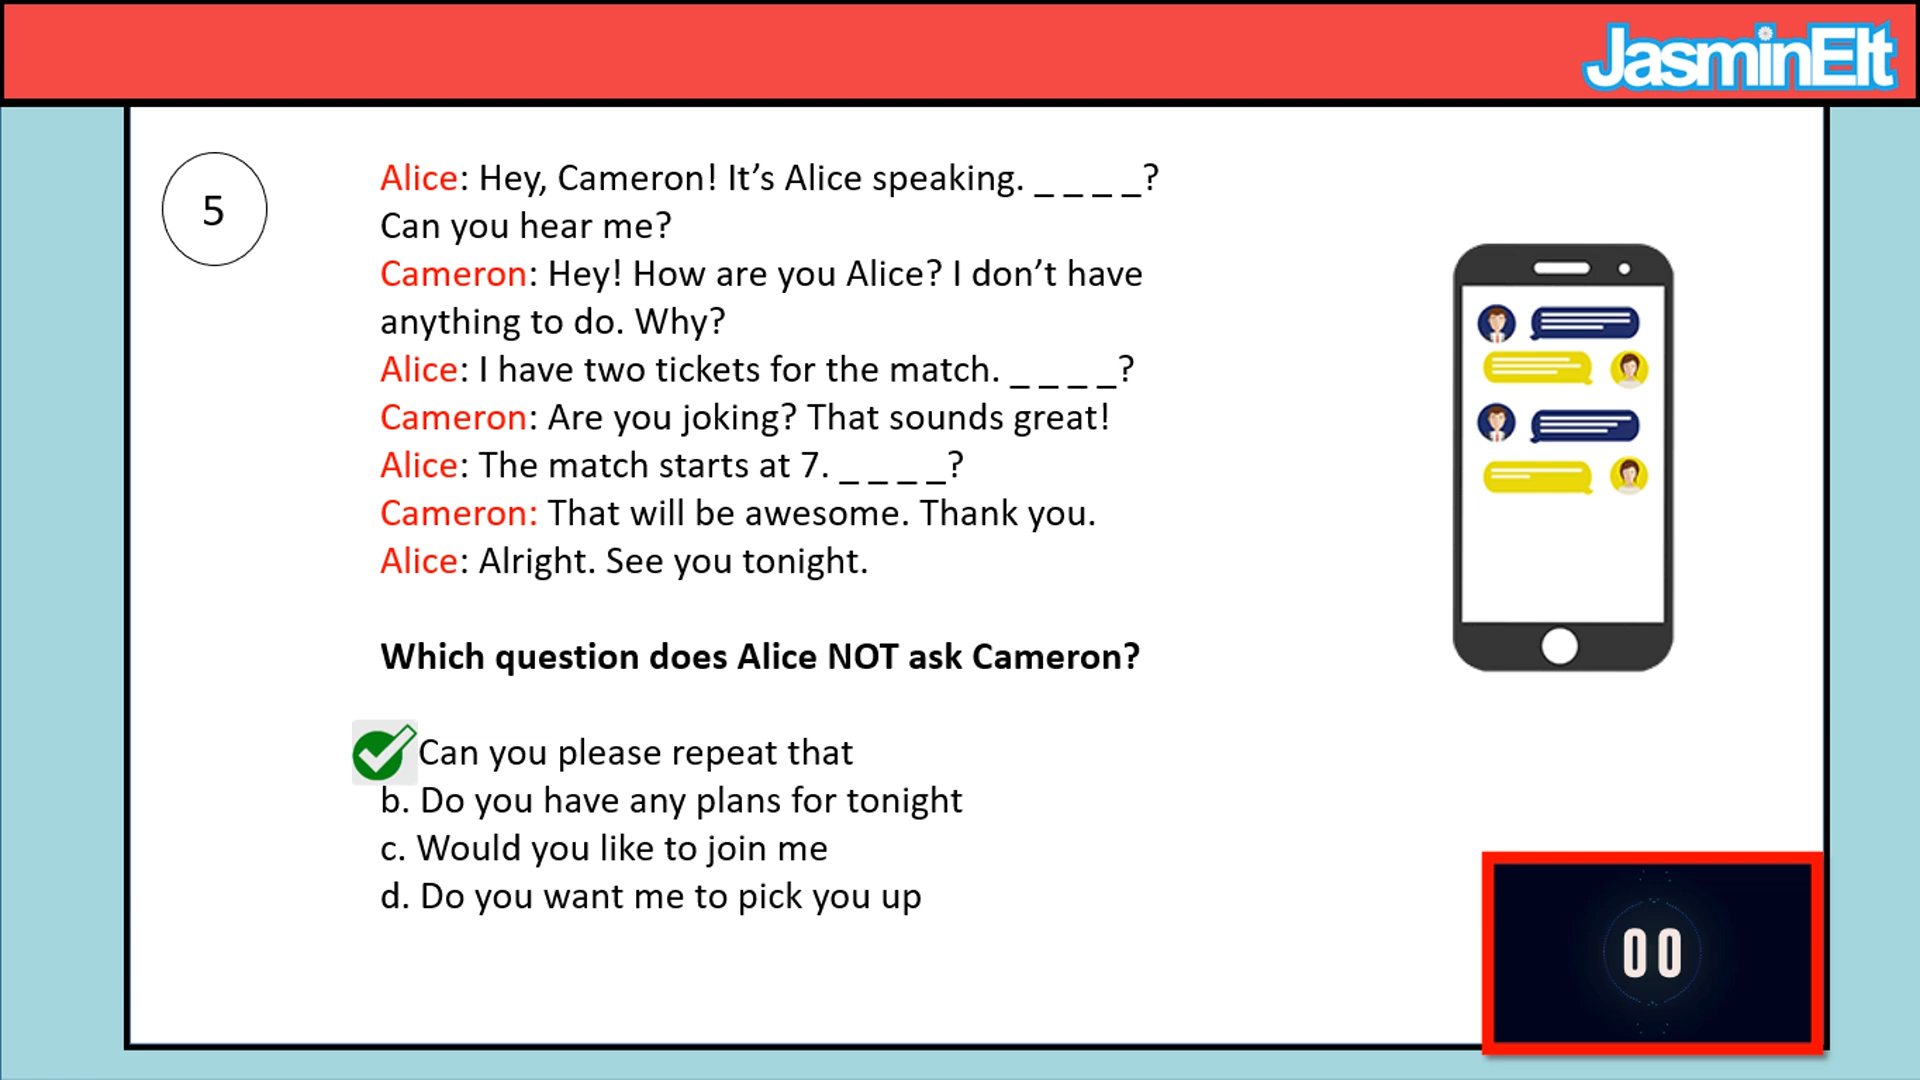 JasminElt
5
Alice: Hey, Cameron! It’s Alice speaking. _ _ _ _?
Can you hear me?
Cameron: Hey! How are you Alice? I don’t have
anything to do. Why?
Alice: I have two tickets for the match. _ _ _ _?
Cameron: Are you joking? That sounds great!
Alice: The match starts at 7. _ _ _ _?
Cameron: That will be awesome. Thank you.
Alice: Alright. See you tonight.
Which question does Alice NOT ask Cameron?
Can you please repeat that
b. Do you have any plans for tonight
c. Would you like to join me
d. Do you want me to pick you up
00